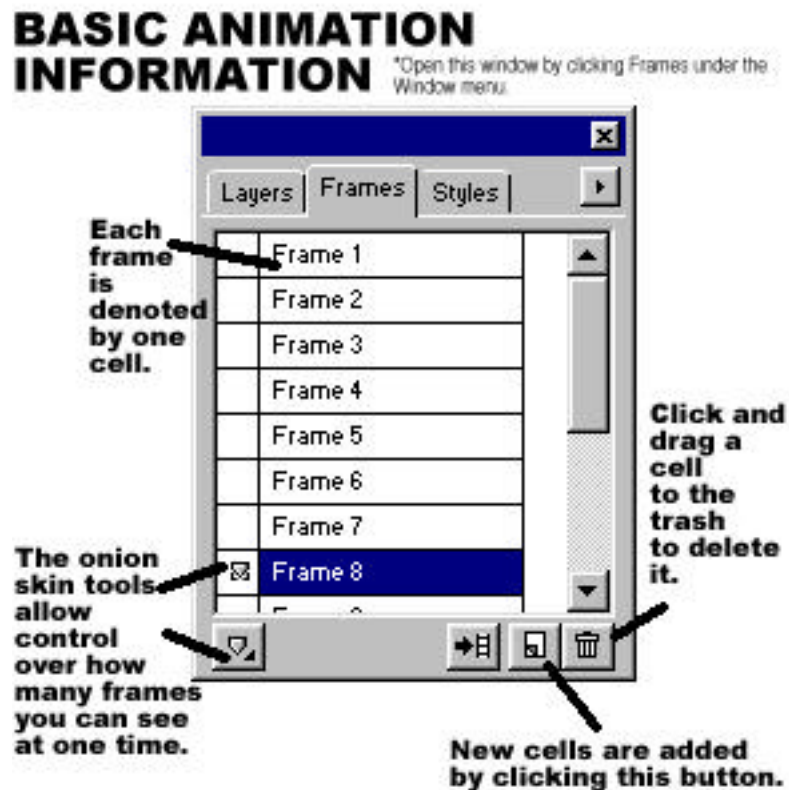 BASIC ANIMATION
INFORMATION
*Open this window by clicking Frames under the
Window menu.
Layers
Frames
Styles
Each
frame
is
denoted
by one
cell.
Frame 1
Frame 2
Frame 3
Frame 4
Frame 5
Frame 6
Frame 7
Frame 8
Click and
drag a
cell
to the
trash
to delete
it.
The onion
skin tools
allow
control
over how
many frames
you can see
at one time.
New cells are added
by clicking this button.